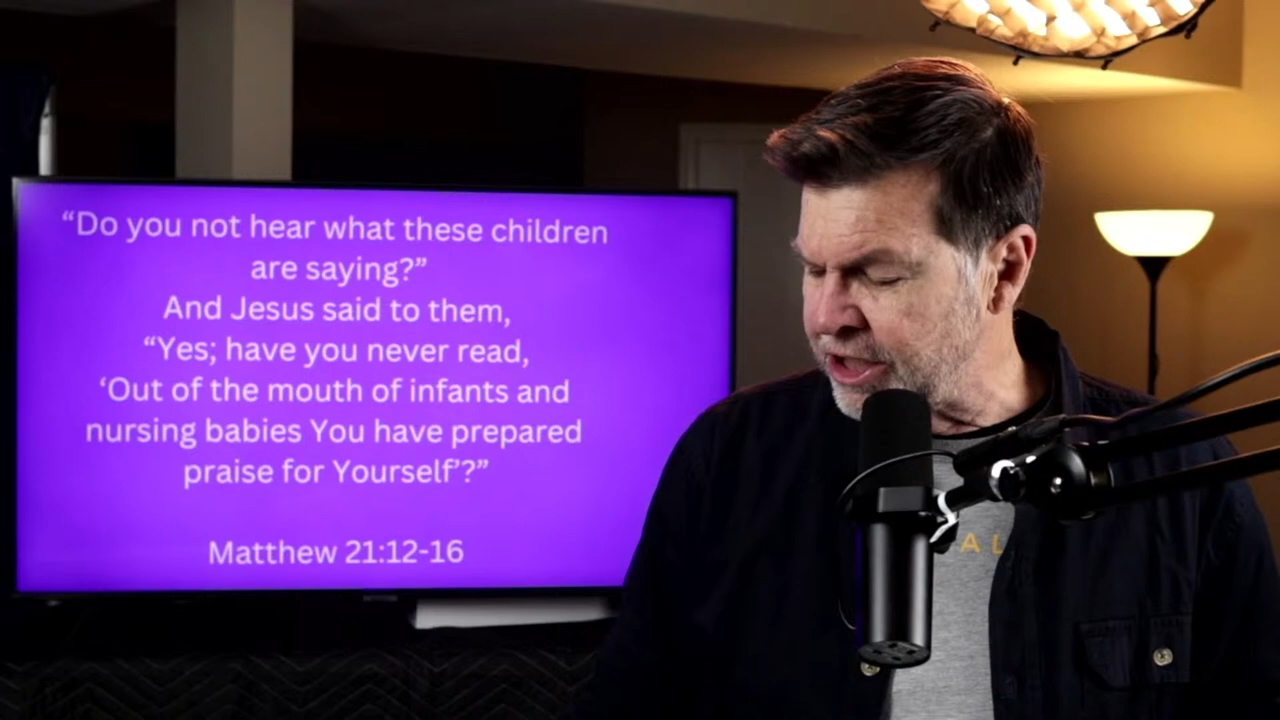 “Do you not hear what these children
are saying?”
And Jesus said to them,
“Yes; have you never read,
‘Out of the mouth of infants and
nursing babies You have prepared
praise for Yourself’?”
Matthew 21:12-16
AL